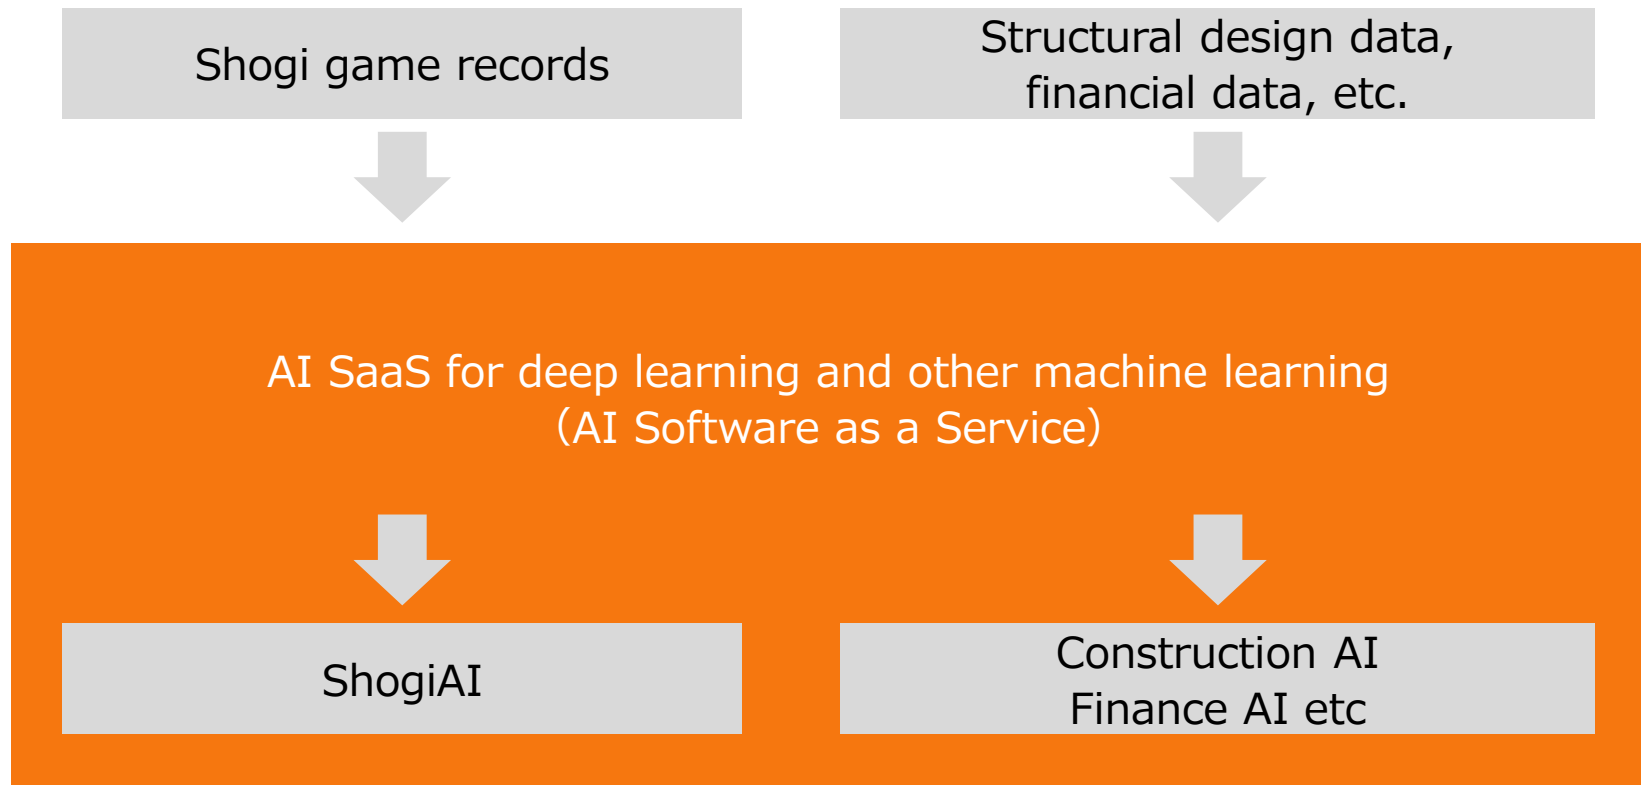 Shogi game records
Structural design data,
financial data, etc.
AI SaaS for deep learning and other machine learning
（AI Software as a Service）
ShogiAI
Construction AI
Finance AI etc